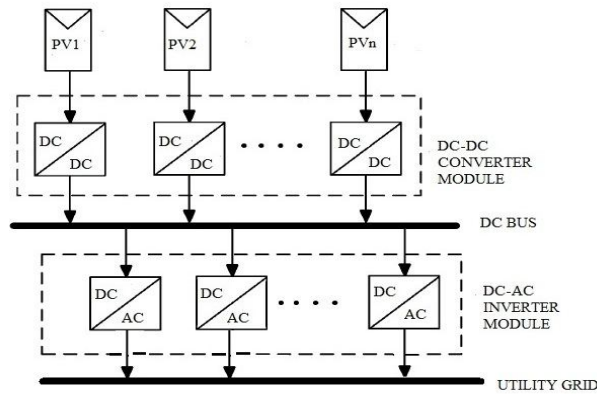 PV1
PV2
PVn
DC
DC
DC
DC
. . . .
DC
DC
DC-DC
CONVERTER
MODULE
DC BUS
DC
AC
DC
AC
. . . .
DC
AC
DC-AC
INVERTER
MODULE
UTILITY GRID